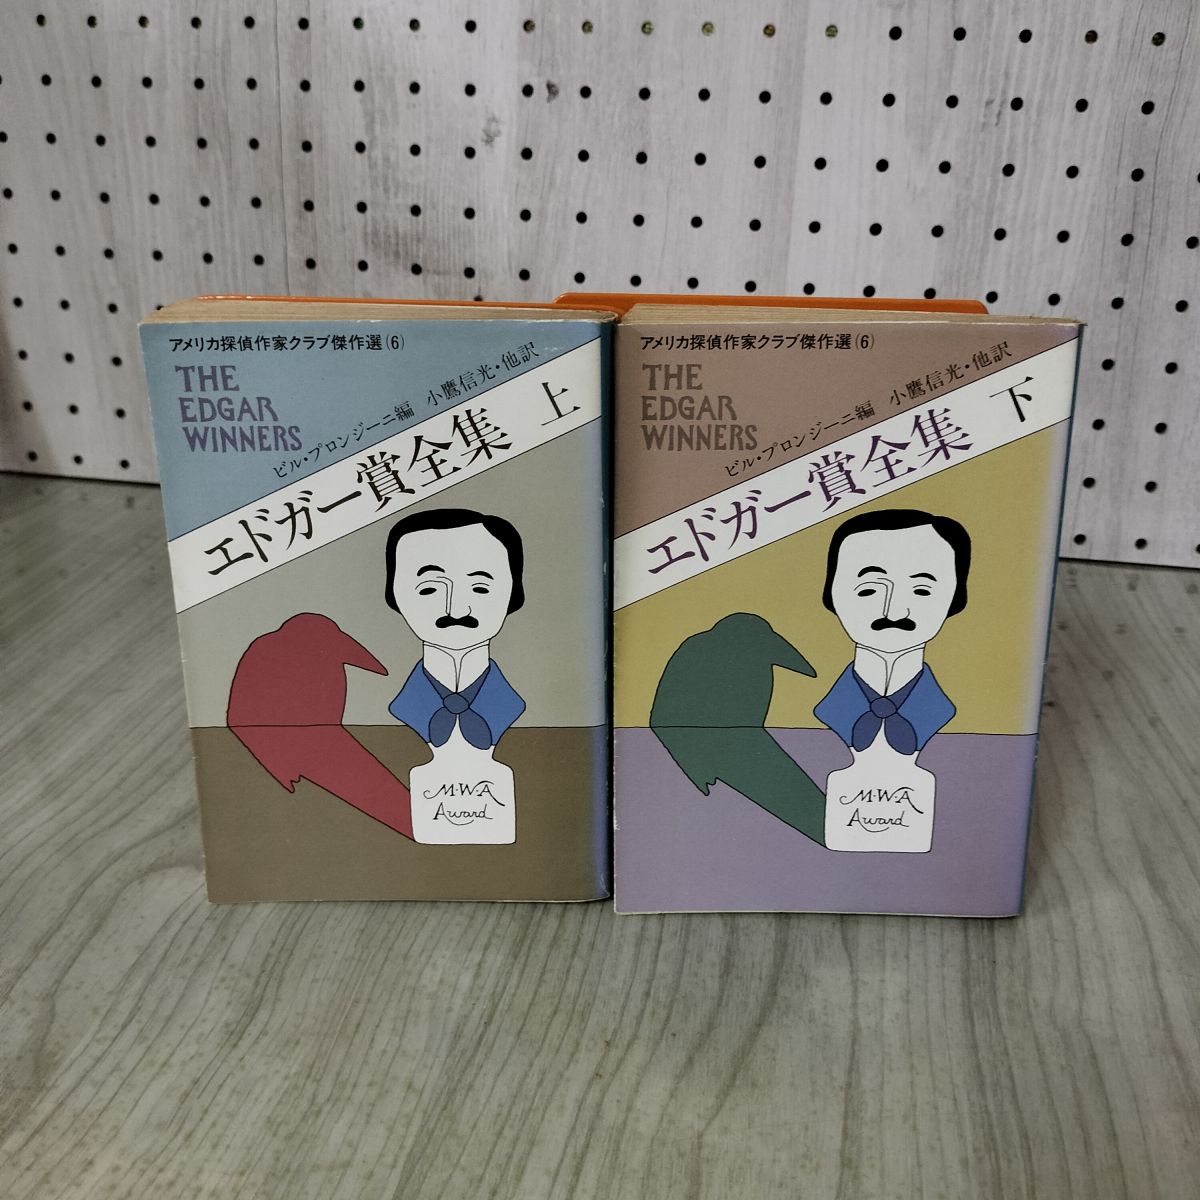 アメリカ探偵作家クラブ傑作選(6)
THE
EDGAR
WINNERS
ビル・プロンジーニ編 小鷹信光・他訳
エドガー賞全集 上
M・W・A
Award
アメリカ探偵作家クラブ傑作選(6)
THE
EDGAR
WINNERS
ビル・プロンジーニ編 小鷹信光・他訳
エドガー賞全集 下
M・W・A
Award